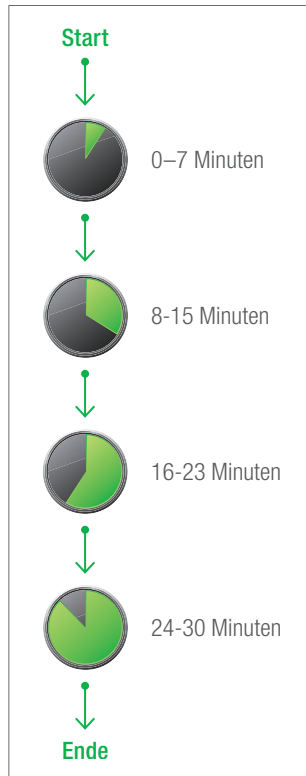 Start
0–7 Minuten
8-15 Minuten
16-23 Minuten
24-30 Minuten
Ende